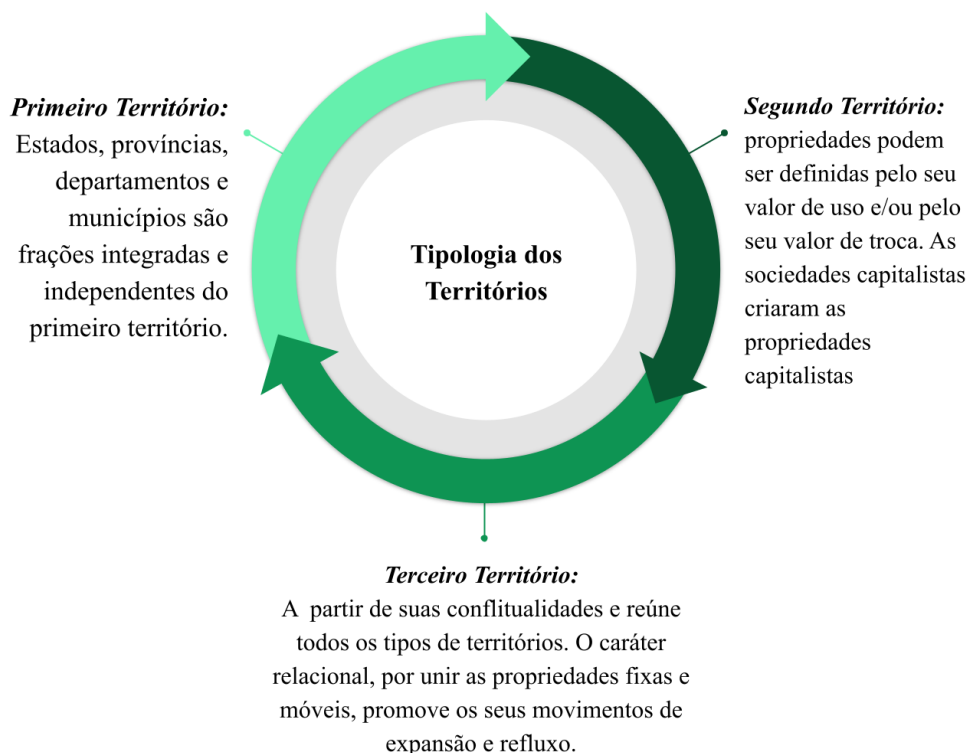 Primeiro Território:
Estados, províncias,
departamentos e
municípios são
frações integradas e
independentes do
primeiro território.
Tipologia dos
Territórios
Segundo Território:
propriedades podem
ser definidas pelo seu
valor de uso e/ou pelo
seu valor de troca. As
sociedades capitalistas
criaram as
propriedades
capitalistas
Terceiro Território:
A partir de suas conflitualidades e reúne
todos os tipos de territórios. O caráter
relacional, por unir as propriedades fixas e
móveis, promove os seus movimentos de
expansão e refluxo.